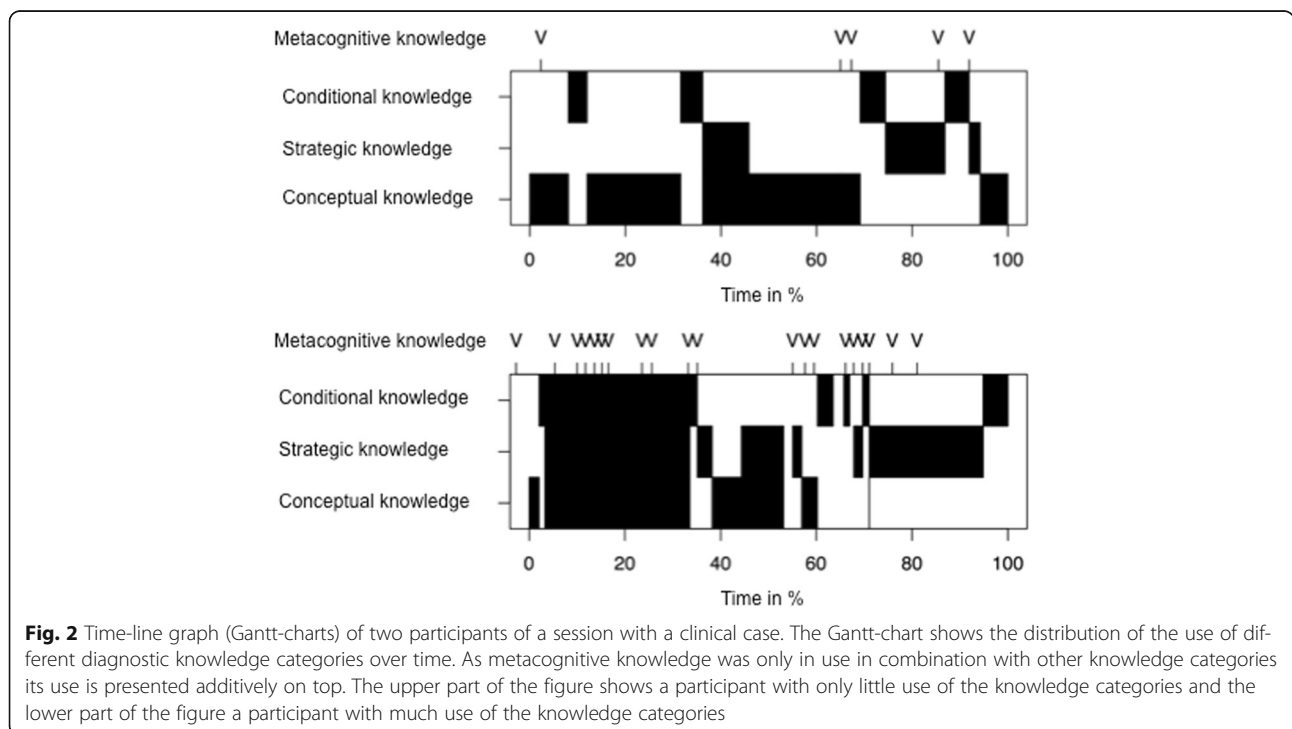 Metacognitive knowledge V VV V V
Conditional knowledge
Strategic knowledge
Conceptual knowledge
0 20 40 60 80 100
Time in %
Metacognitive knowledge V V VVVVV VV VV VVV VVVV V V
Conditional knowledge
Strategic knowledge
Conceptual knowledge
0 20 40 60 80 100
Time in %
Fig. 2 Time-line graph (Gantt-charts) of two participants of a session with a clinical case. The Gantt-chart shows the distribution of the use of dif-
ferent diagnostic knowledge categories over time. As metacognitive knowledge was only in use in combination with other knowledge categories
its use is presented additively on top. The upper part of the figure shows a participant with only little use of the knowledge categories and the
lower part of the figure a participant with much use of the knowledge categories